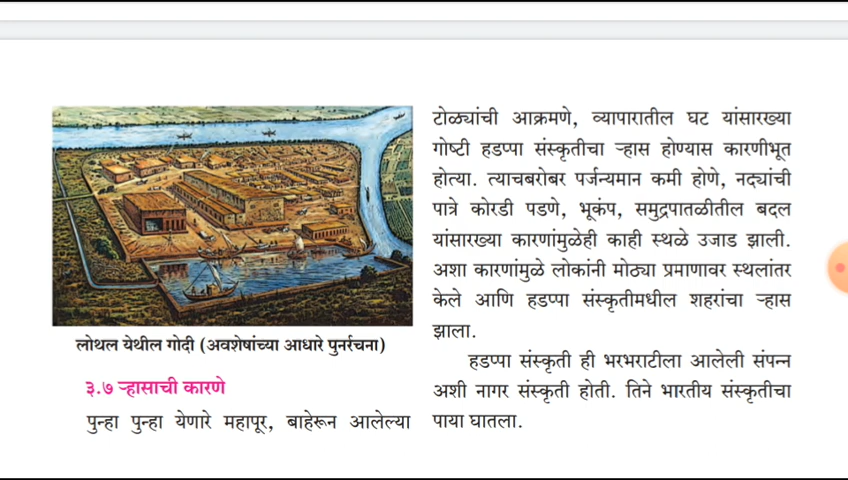 लोथल येथील गोदी (अवशेषांच्या आधारे पुनर्रचना)
३.७ ऱ्हासाची कारणे
पुन्हा पुन्हा येणारे महापूर, बाहेरून आलेल्या
टोळ्यांची आक्रमणे, व्यापारातील घट यांसारख्या
गोष्टी हडप्पा संस्कृतीचा ऱ्हास होण्यास कारणीभूत
होत्या. त्याचबरोबर पर्जन्यमान कमी होणे, नद्यांची
पात्रे कोरडी पडणे, भूकंप, समुद्रपातळीतील बदल
यांसारख्या कारणांमुळेही काही स्थळे उजाड झाली.
अशा कारणांमुळे लोकांनी मोठ्या प्रमाणावर स्थलांतर
केले आणि हडप्पा संस्कृतीमधील शहरांचा ऱ्हास
झाला.
हडप्पा संस्कृती ही भरभराटीला आलेली संपन्न
अशी नागर संस्कृती होती. तिने भारतीय संस्कृतीचा
पाया घातला.